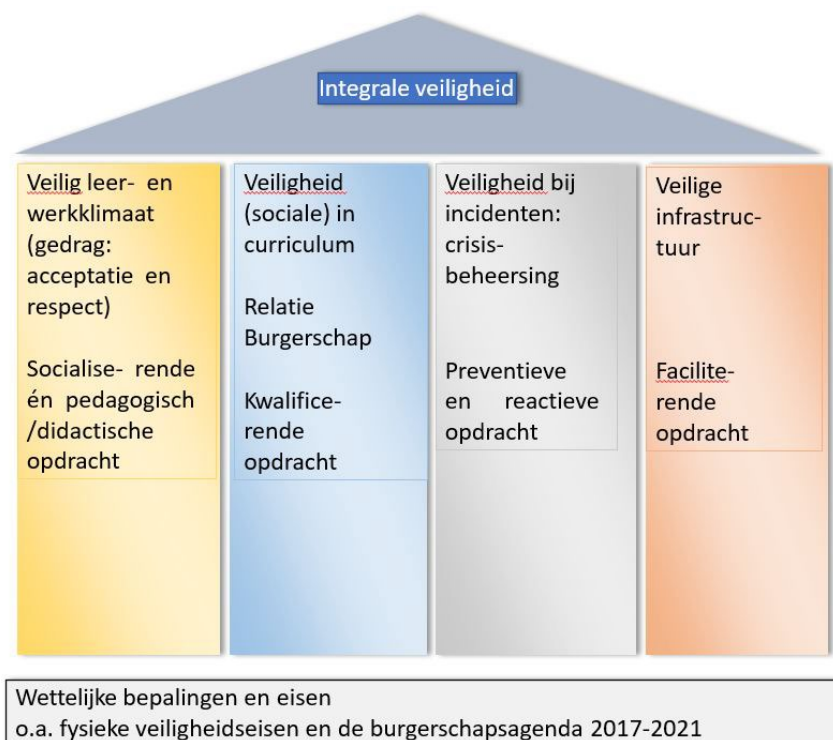 Integrale veiligheid
Veilig leer- en
werkklimaat
(gedrag:
acceptatie en
respect)
Socialise- rende
én pedagogisch
/didactische
opdracht
Veiligheid
(sociale) in
curriculum
Relatie
Burgerschap
Kwalifice-
rende
opdracht
Veiligheid bij
incidenten:
crisis-
beheersing
Preventieve
en reactieve
opdracht
Veilige
infrastruc-
tuur
Facilite-
rende
opdracht
Wettelijke bepalingen en eisen
o.a. fysieke veiligheidseisen en de burgerschapsagenda 2017-2021